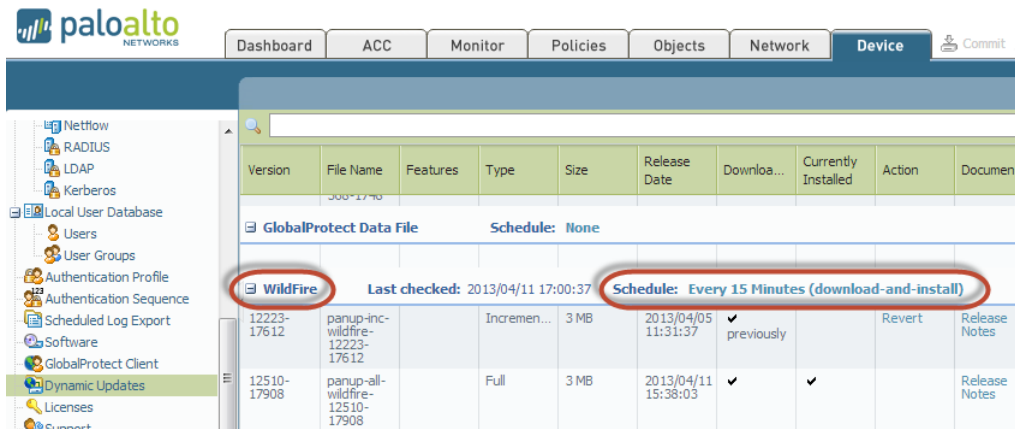 paloalto
NETWORKS
Dashboard ACC Monitor Policies Objects Network Device Commit
Netflow
RADIUS
LDAP
Kerberos
Local User Database
Users
User Groups
Authentication Profile
Authentication Sequence
Scheduled Log Export
Software
GlobalProtect Client
Dynamic Updates
Licenses
Support
Version File Name Features Type Size Release Date Downloa... Currently Installed Action Documen
GlobalProtect Data File Schedule: None
WildFire Last checked: 2013/04/11 17:00:37 Schedule: Every 15 Minutes (download-and-install)
12223-
17612
panup-inc-
wildfire-
12223-
17612
Incremen...
3 MB
2013/04/05
11:31:37
previously
Revert
Release
Notes
12510-
17908
panup-all-
wildfire-
12510-
17908
Full
3 MB
2013/04/11
15:38:03
Release
Notes